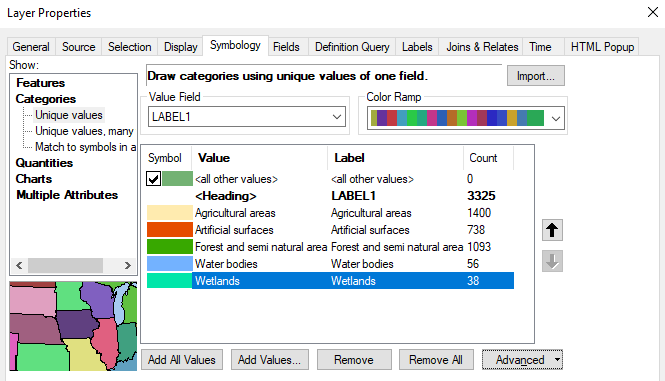 Layer Properties
General Source Selection Display Symbology Fields Definition Query Labels Joins & Relates Time HTML Popup
Show:
Features
Categories
Unique values
Unique values, many
Match to symbols in a
Quantities
Charts
Multiple Attributes
Draw categories using unique values of one field.
Import...
Value Field
LABEL1
Color Ramp
Symbol Value Label Count
<all other values> <all other values> 0
<Heading> LABEL1 3325
Agricultural areas Agricultural areas 1400
Artificial surfaces Artificial surfaces 738
Forest and semi natural area Forest and semi natural area 1093
Water bodies Water bodies 56
Wetlands Wetlands 38
Add All Values Add Values... Remove Remove All Advanced